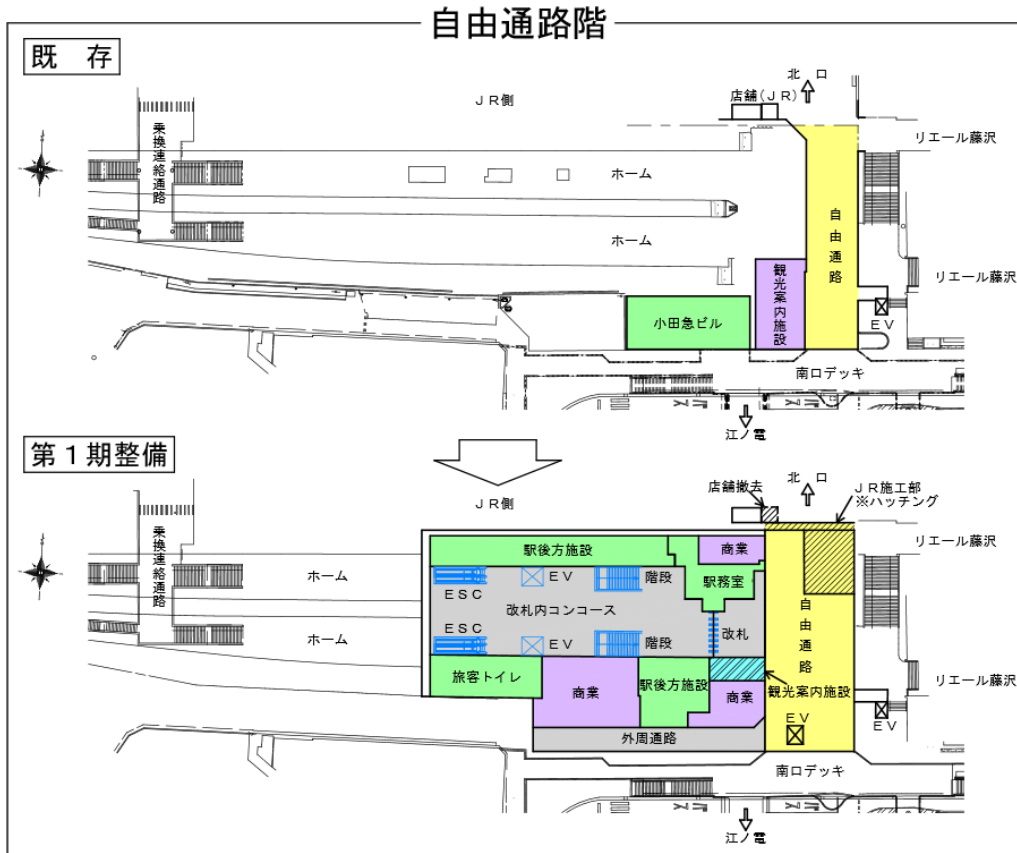 自由通路階
既 存
北 口
店舗(JR)
JR側
乗換連絡通路
リエール藤沢
ホーム
ホーム
自由通路
観光案内施設
リエール藤沢
小田急ビル
EV
南口デッキ
江ノ電
第1期整備
北 口
店舗撤去
JR施工部
※ハッチング
JR側
乗換連絡通路
リエール藤沢
駅後方施設
商業
ホーム
EV
階段
駅務室
ESC
改札内コンコース
自由通路
ESC
改札
ホーム
EV
階段
旅客トイレ
商業
駅後方施設
観光案内施設
リエール藤沢
商業
EV
EV
外周通路
南口デッキ
江ノ電